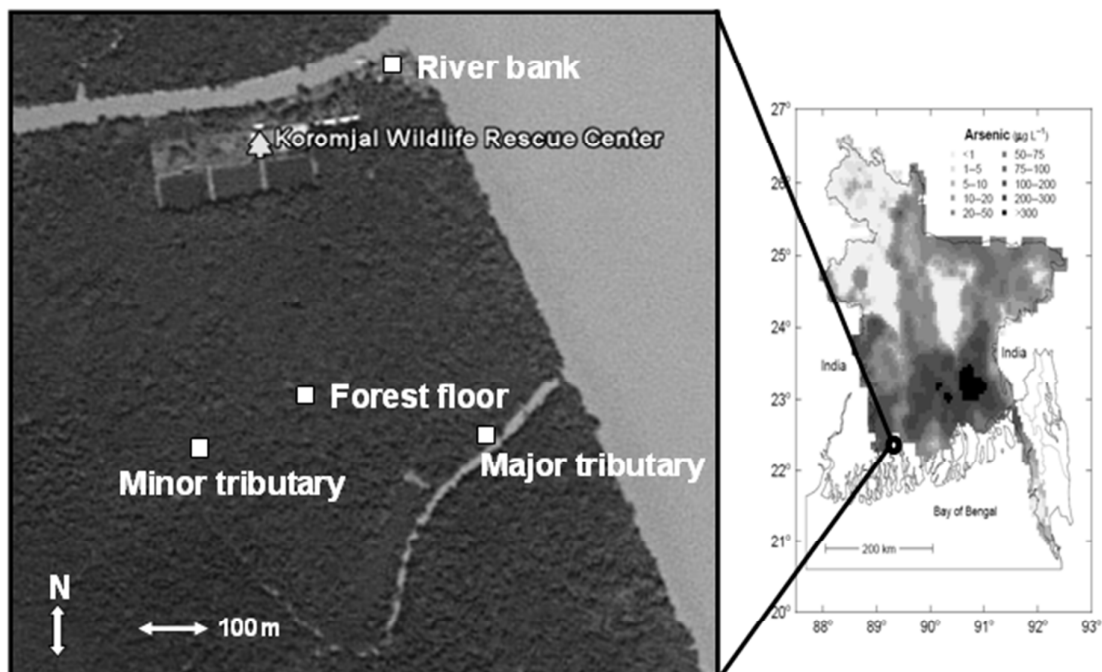 River bank
Koromjal Wildlife Rescue Center
Forest floor
Minor tributary
Major tributary
N
100 m
27°
26°
25°
24°
23°
22°
21°
20°
88°
89°
90°
91°
92°
93°
Arsenic (µg L⁻¹)
<1
1–5
5–10
10–20
20–50
50–75
75–100
100–200
200–300
>300
India
India
Bay of Bengal
200 km